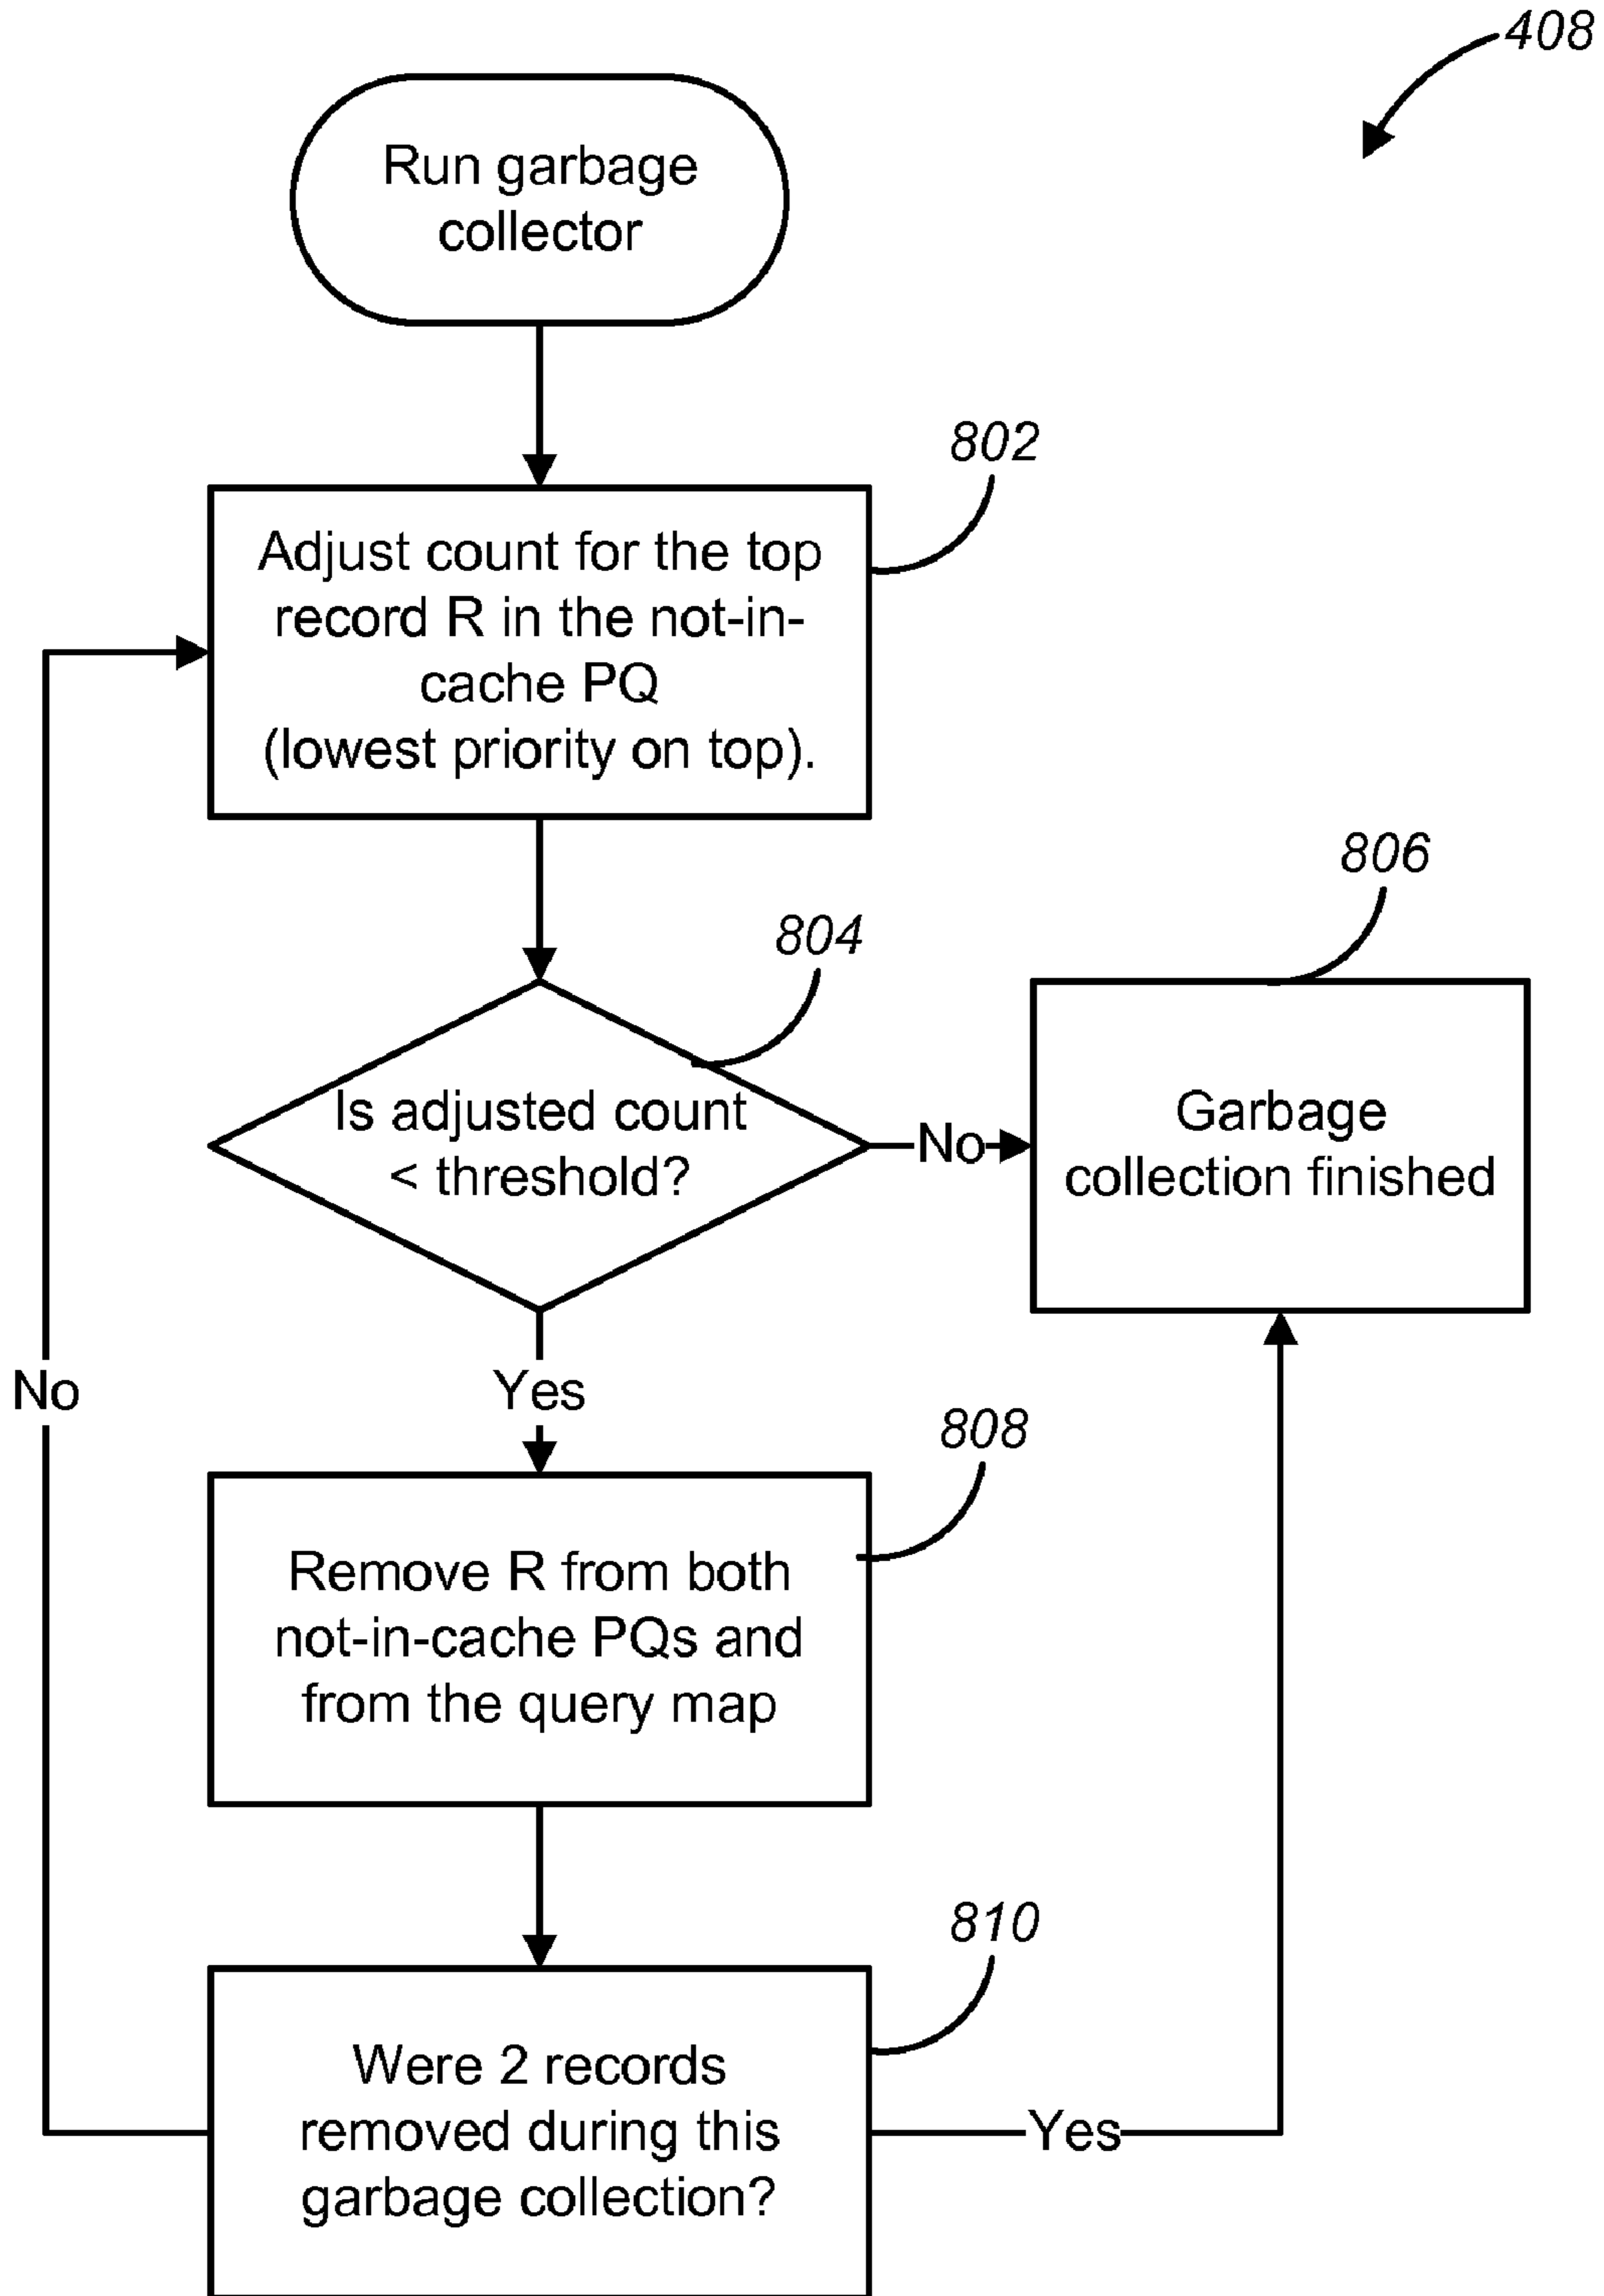 408
Run garbage
collector
802
Adjust count for the top
record R in the not-in-
cache PQ
(lowest priority on top).
804
Is adjusted count
< threshold?
No
806
Garbage
collection finished
No
Yes
808
Remove R from both
not-in-cache PQs and
from the query map
810
Were 2 records
removed during this
garbage collection?
Yes